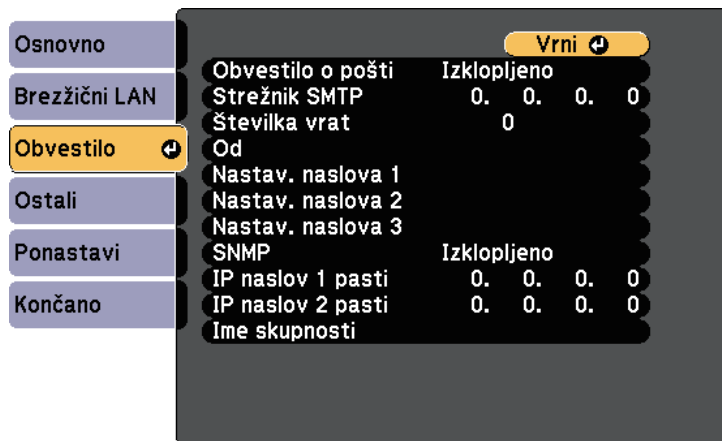 Osnovno
Brezžični LAN
Obvestilo
Ostali
Ponastavi
Končano
Vrni
Obvestilo o pošti Izklopljeno
Strežnik SMTP 0. 0. 0. 0
Številka vrat 0
Od
Nastav. naslova 1
Nastav. naslova 2
Nastav. naslova 3
SNMP Izklopljeno
IP naslov 1 pasti 0. 0. 0. 0
IP naslov 2 pasti 0. 0. 0. 0
Ime skupnosti